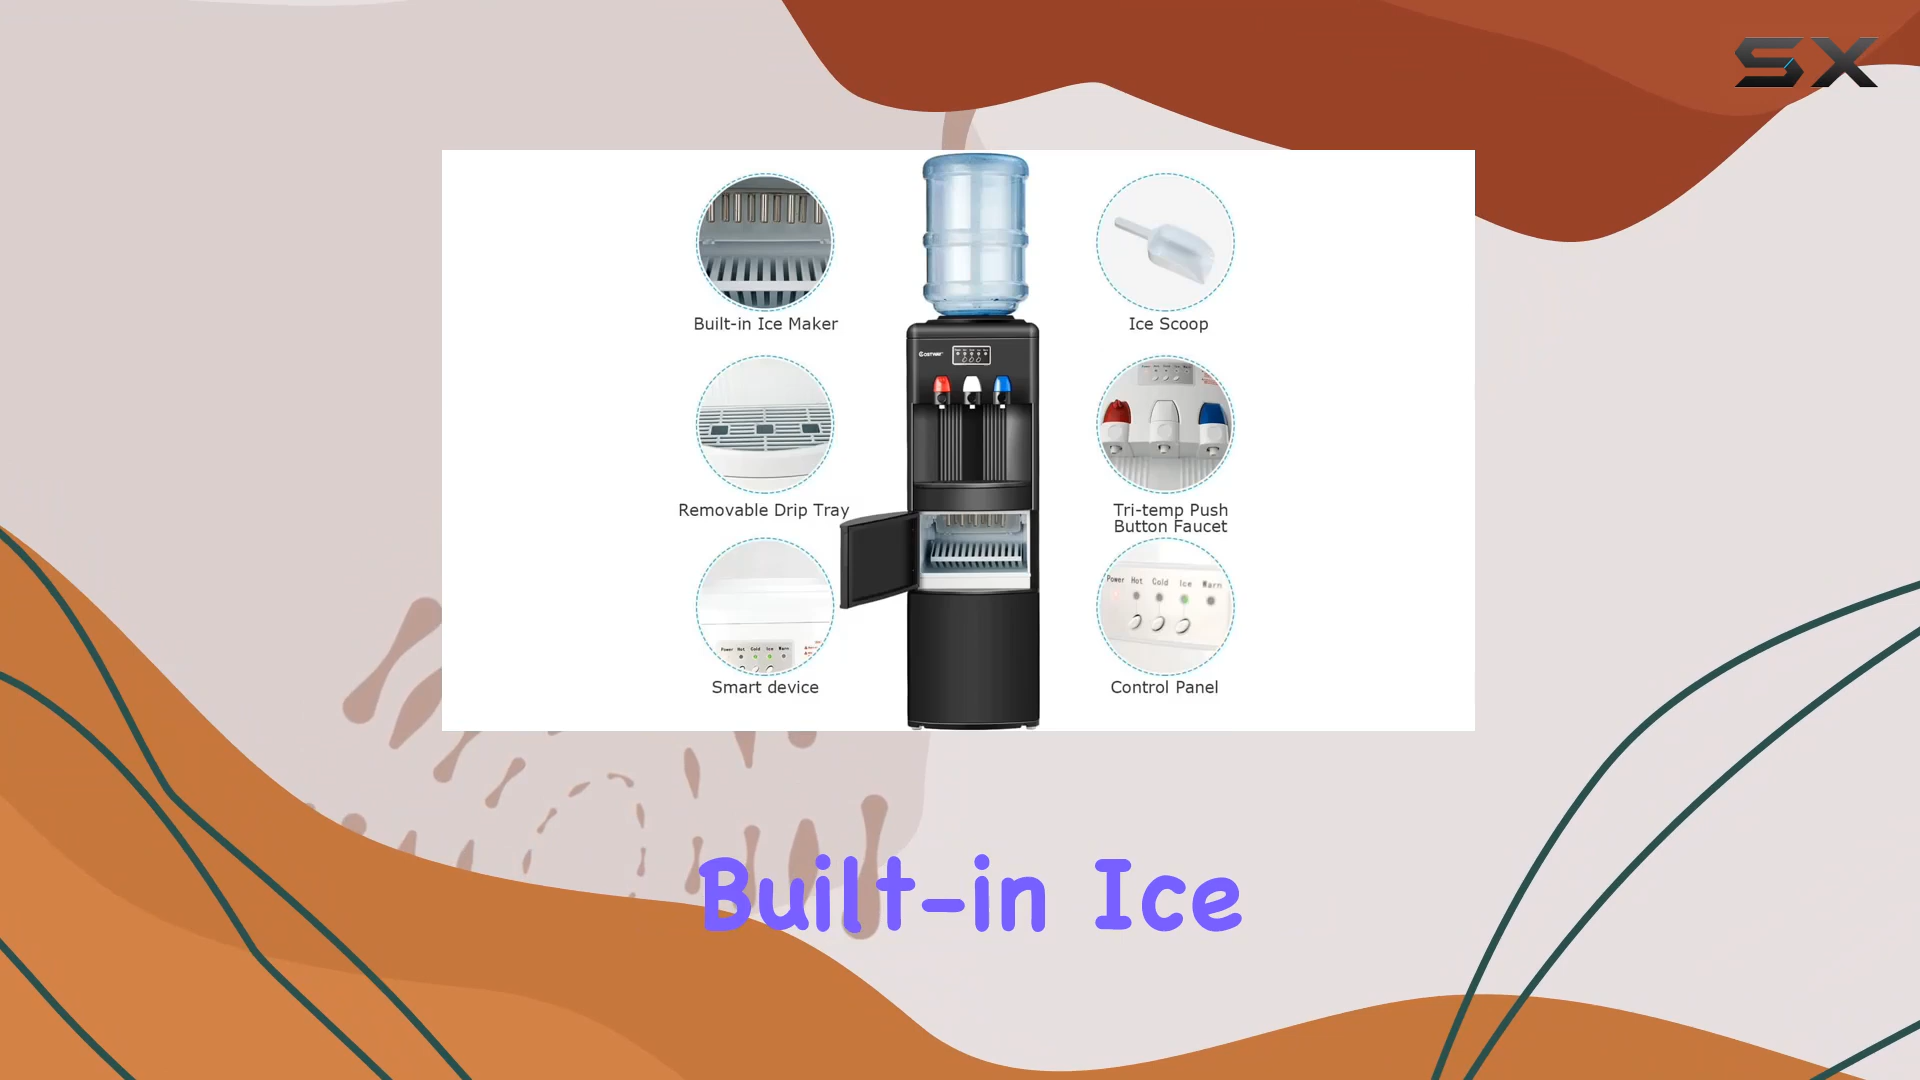 SX
Built-in Ice Maker
Ice Scoop
COSTWAY
Removable Drip Tray
Tri-temp Push
Button Faucet
Power Hot Cold Ice Warm
Power Hot Cold Ice Warm
Smart device
Control Panel
Built-in Ice